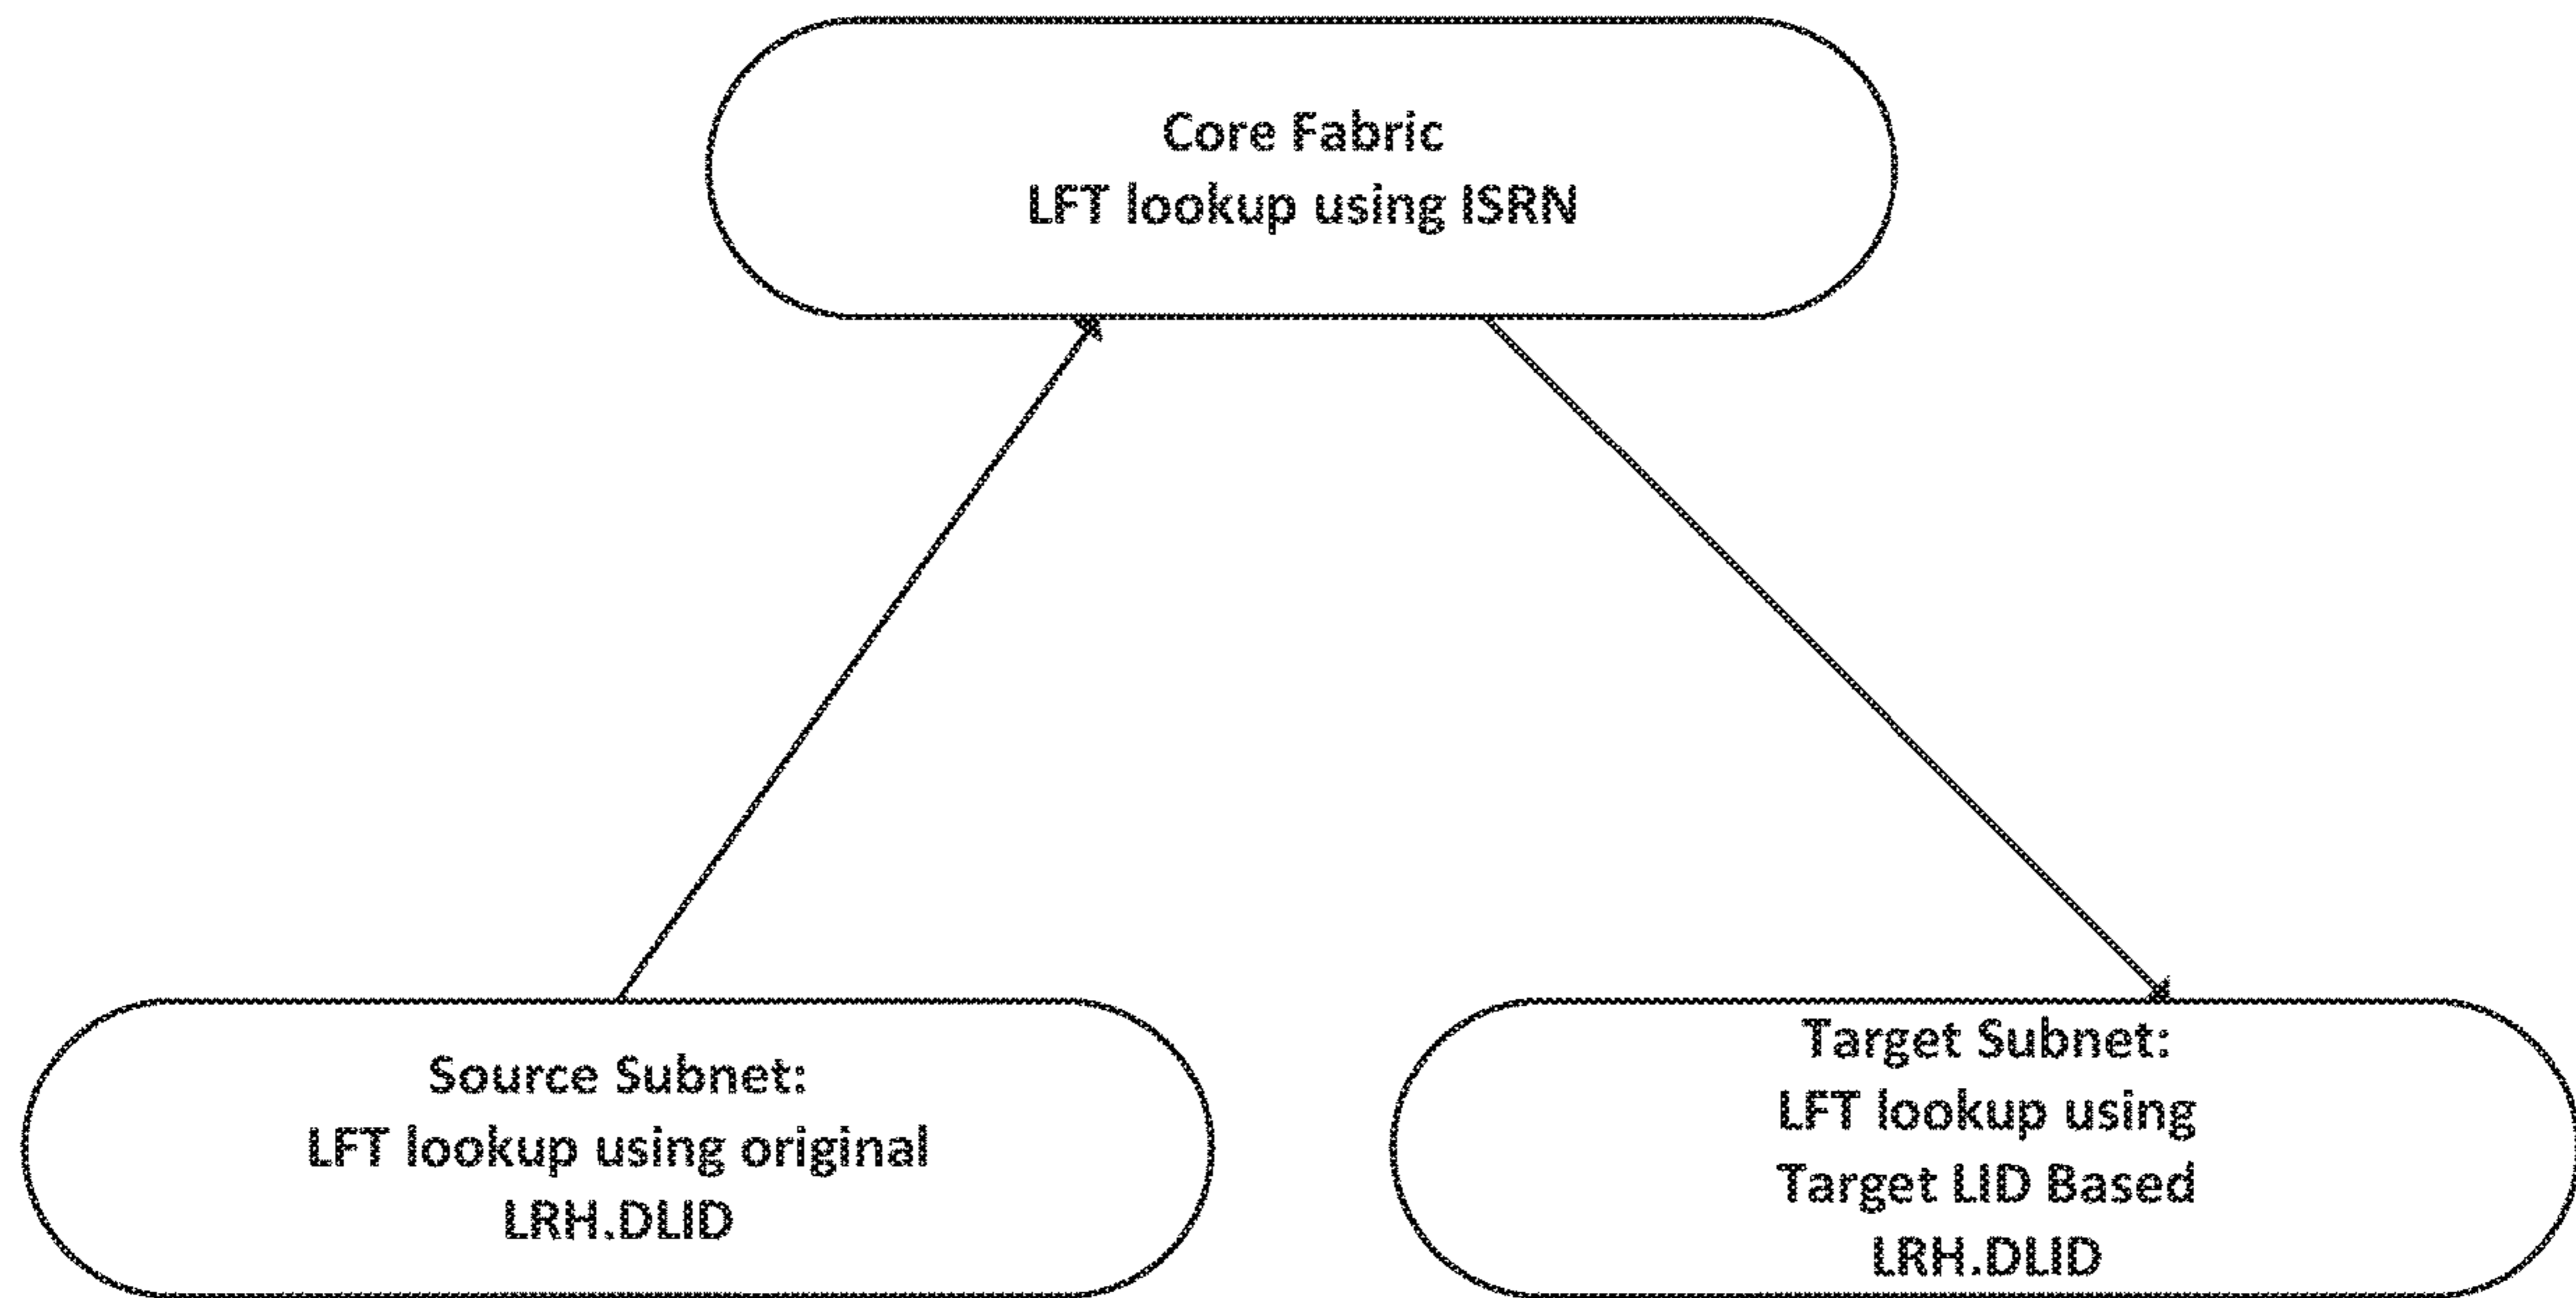 Core Fabric
LFT lookup using ISRN
Source Subnet:
LFT lookup using original
LRH.DLID
Target Subnet:
LFT lookup using
Target LID Based
LRH.DLID